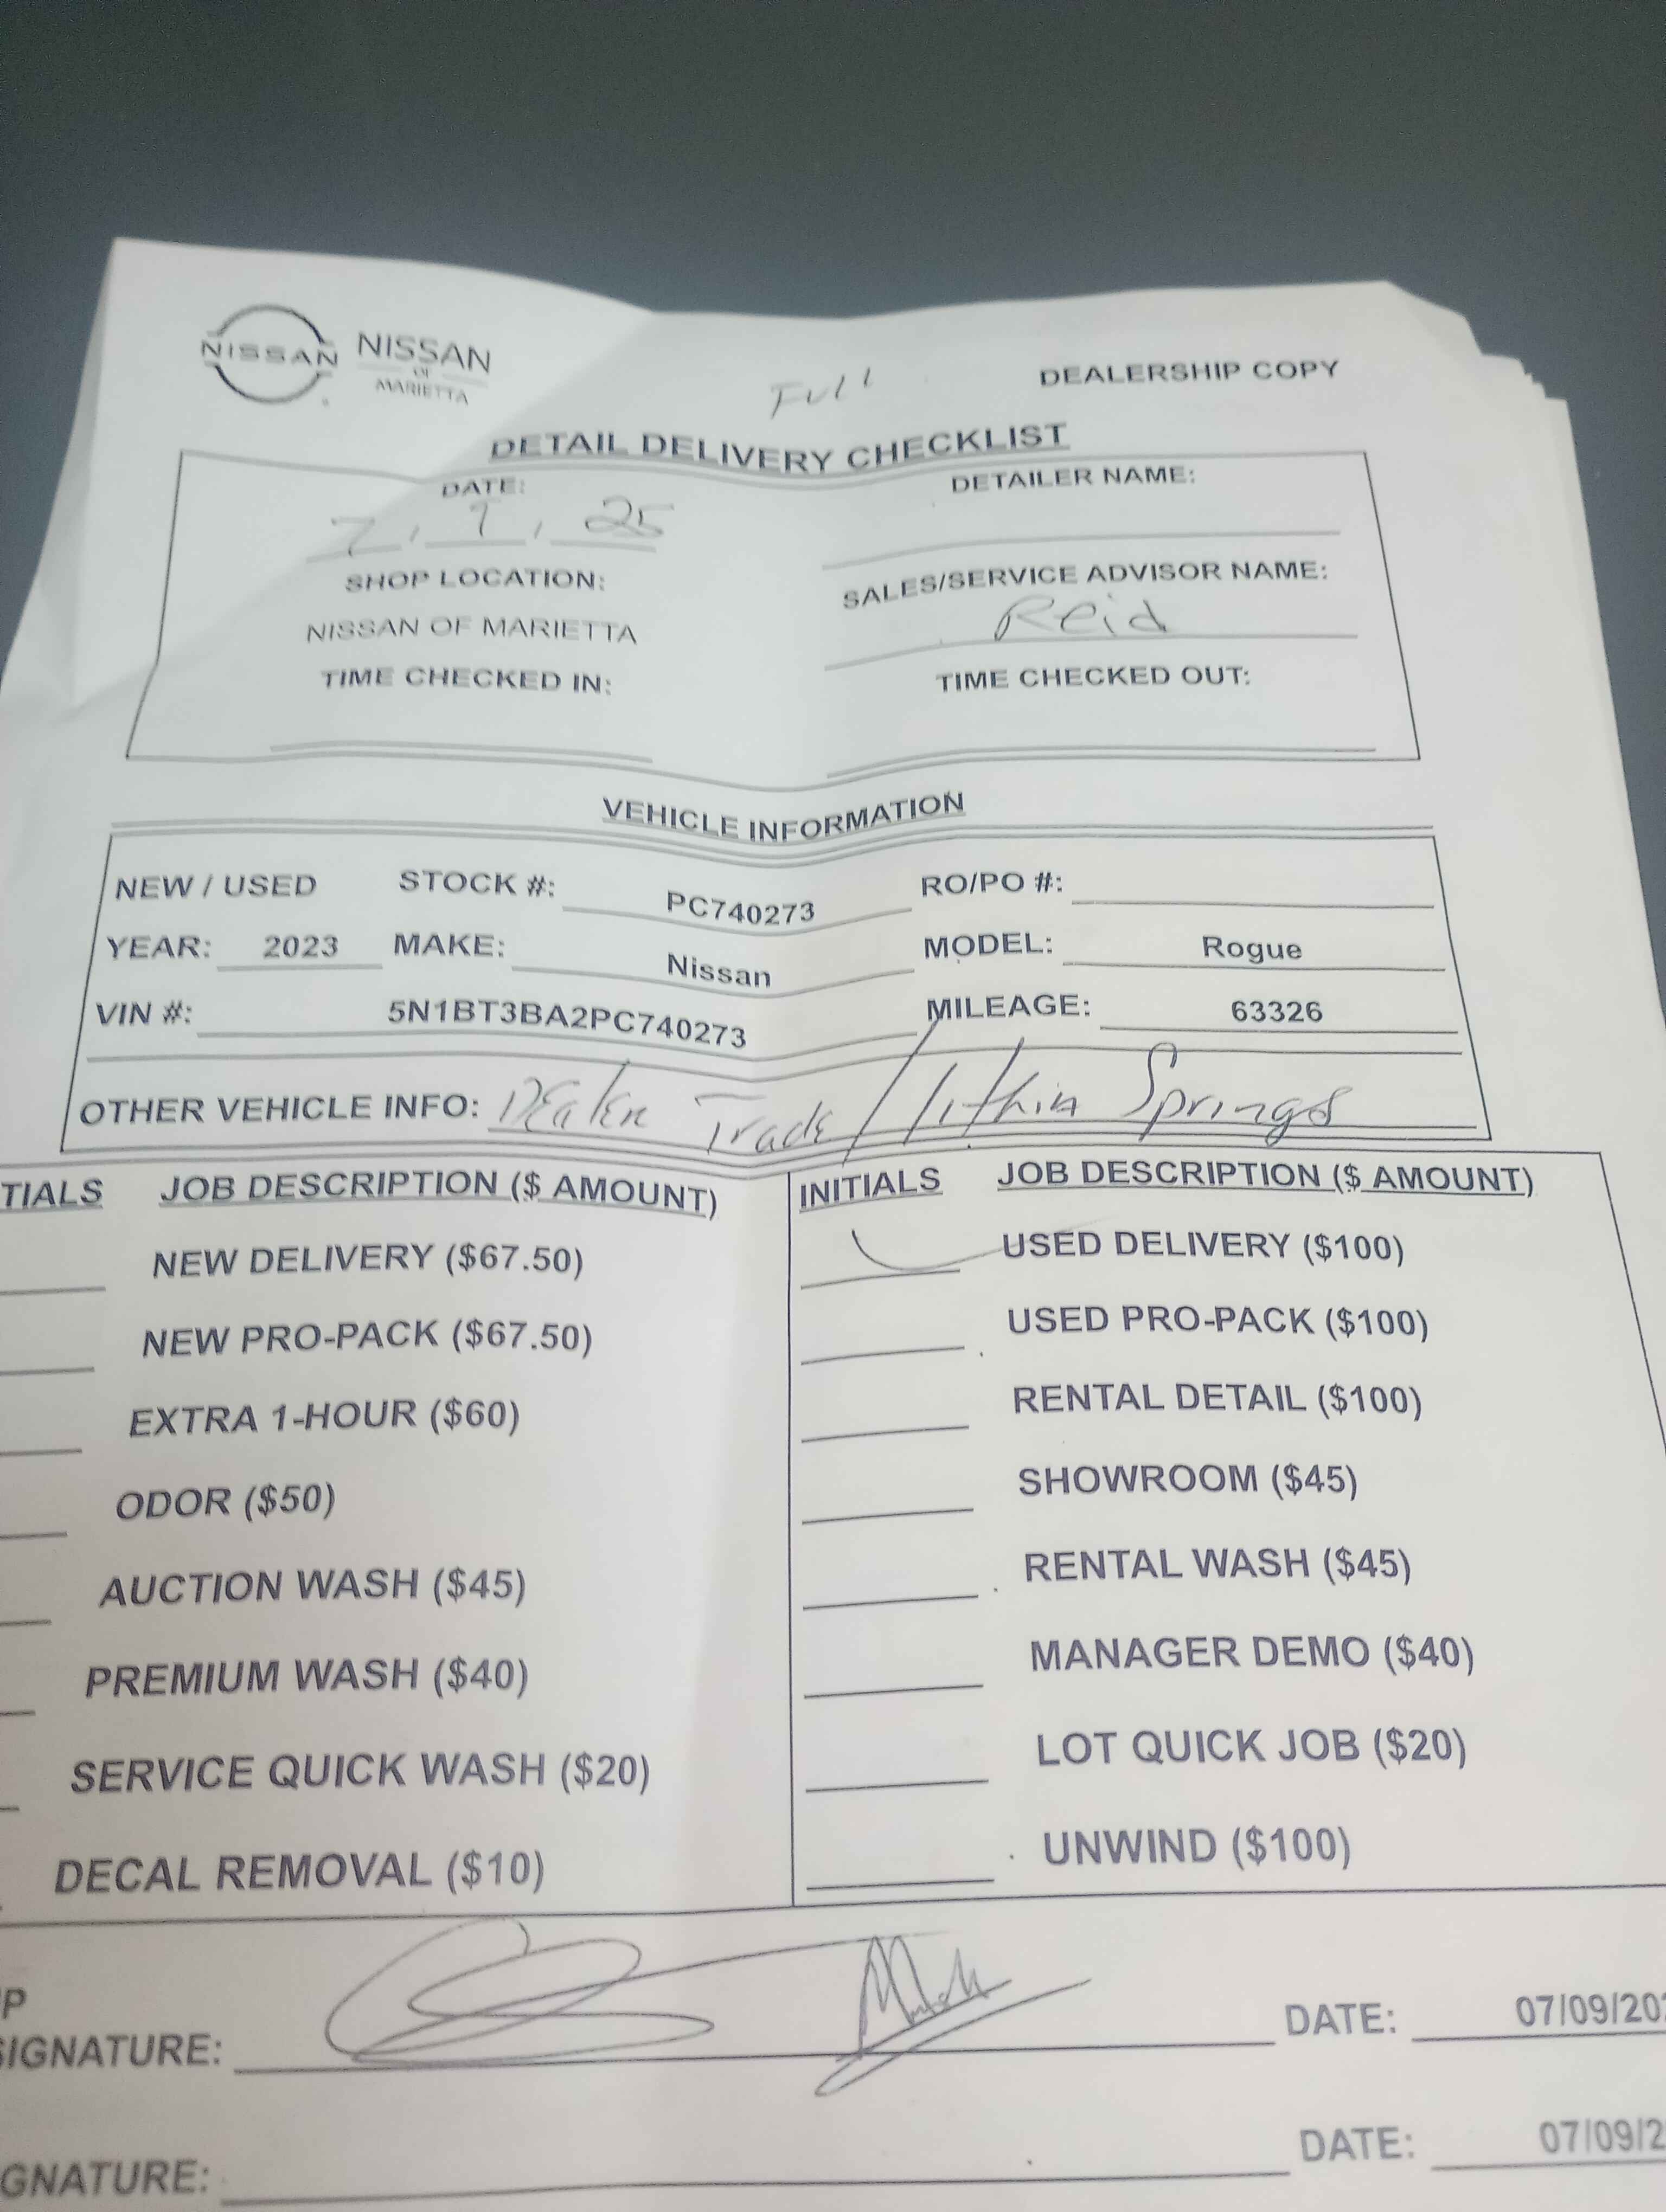 NISSAN
NISSAN
OF
MARIETTA
Full
DEALERSHIP COPY
DETAIL DELIVERY CHECKLIST
DATE:
DETAILER NAME:
7, 9, 25
SHOP LOCATION:
SALES/SERVICE ADVISOR NAME:
NISSAN OF MARIETTA
Reid
TIME CHECKED IN:
TIME CHECKED OUT:
VEHICLE INFORMATION
NEW / USED STOCK #: PC740273 RO/PO #:
YEAR: 2023 MAKE: Nissan MODEL: Rogue
VIN #: 5N1BT3BA2PC740273 MILEAGE: 63326
OTHER VEHICLE INFO: Dealer Trade / lithia Springs
TIALS JOB DESCRIPTION ($ AMOUNT) INITIALS JOB DESCRIPTION ($ AMOUNT)
NEW DELIVERY ($67.50) USED DELIVERY ($100)
NEW PRO-PACK ($67.50) USED PRO-PACK ($100)
EXTRA 1-HOUR ($60) RENTAL DETAIL ($100)
ODOR ($50) SHOWROOM ($45)
AUCTION WASH ($45) RENTAL WASH ($45)
PREMIUM WASH ($40) MANAGER DEMO ($40)
SERVICE QUICK WASH ($20) LOT QUICK JOB ($20)
DECAL REMOVAL ($10) UNWIND ($100)
P
SIGNATURE: DATE: 07/09/20
GNATURE: DATE: 07/09/2